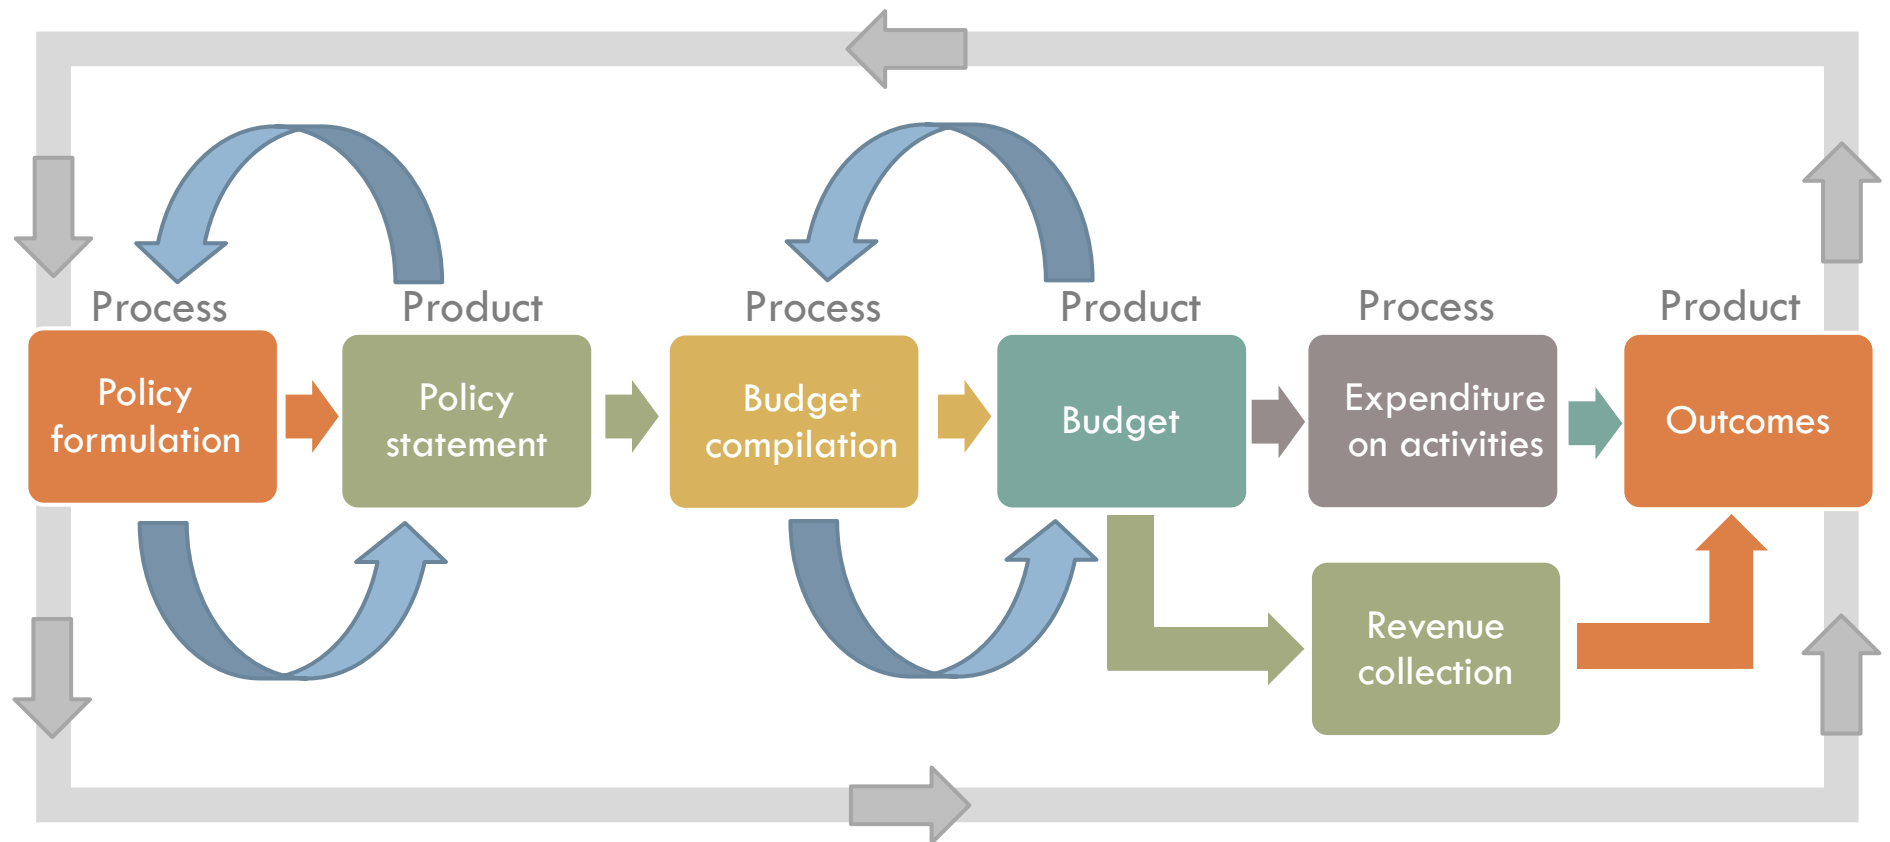 Process
Product
Process
Product
Process
Product
Policy
formulation
Policy
statement
Budget
compilation
Budget
Expenditure
on activities
Outcomes
Revenue
collection